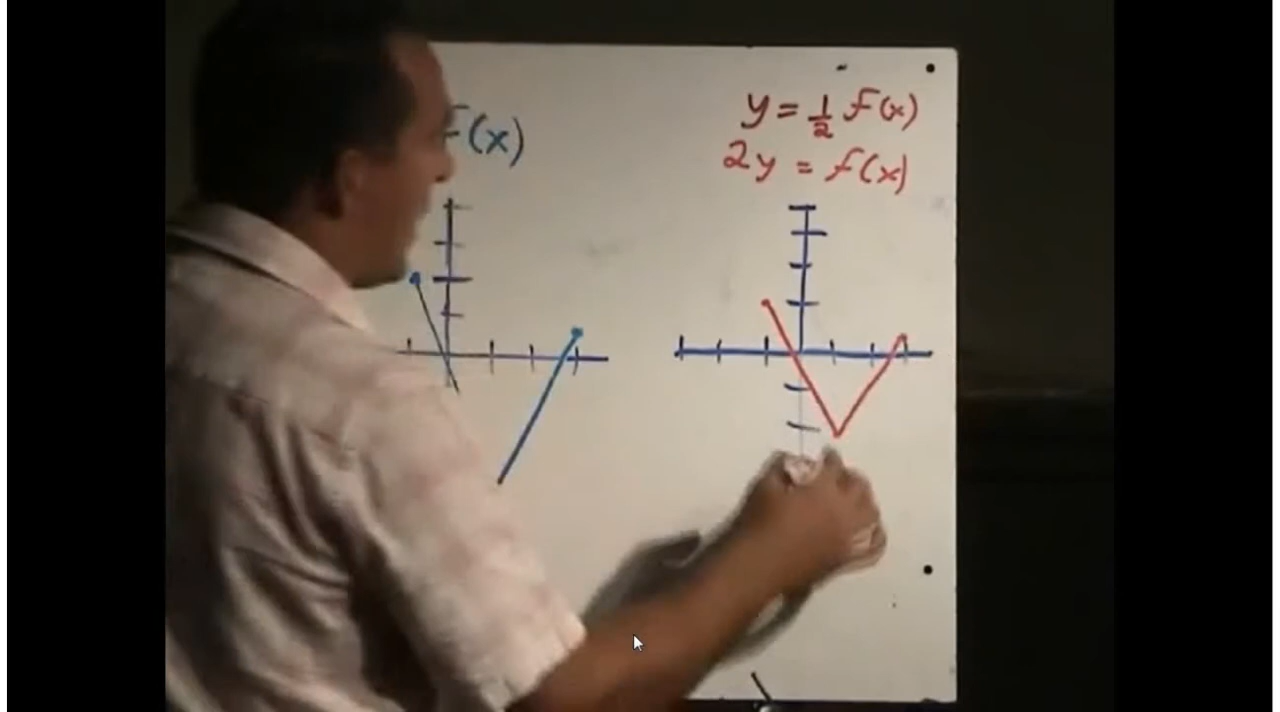 f(x)
y = 1/2 f(x)
2y = f(x)